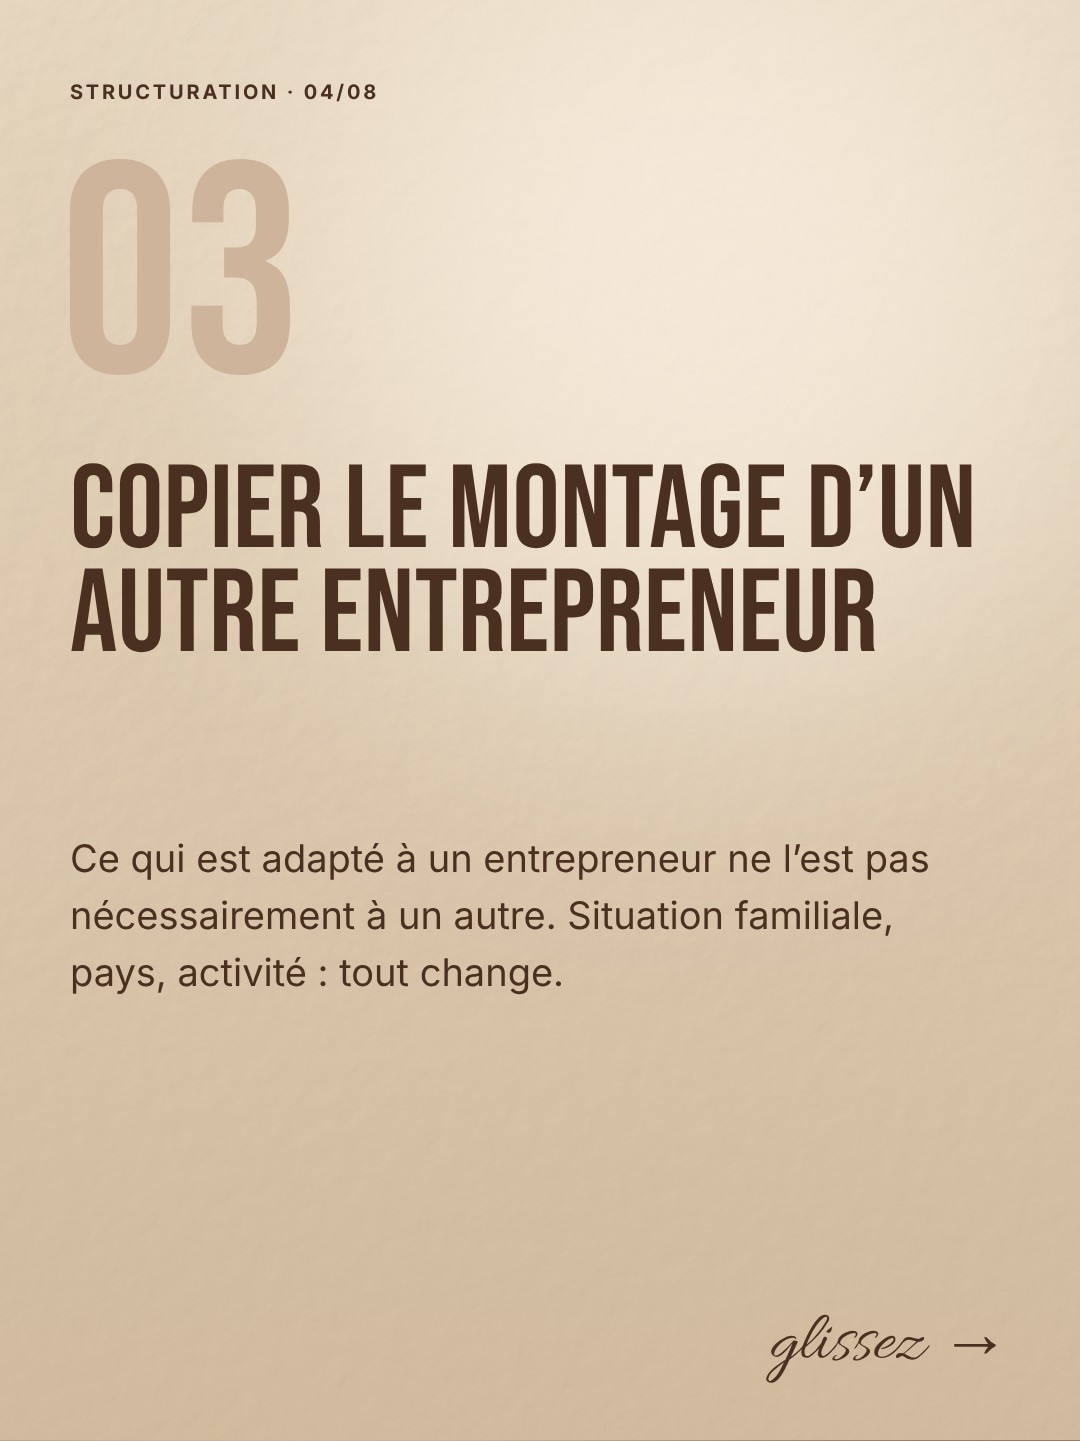 STRUCTURATION · 04/08
03
COPIER LE MONTAGE D’UN
AUTRE ENTREPRENEUR
Ce qui est adapté à un entrepreneur ne l’est pas
nécessairement à un autre. Situation familiale,
pays, activité : tout change.
glissez →